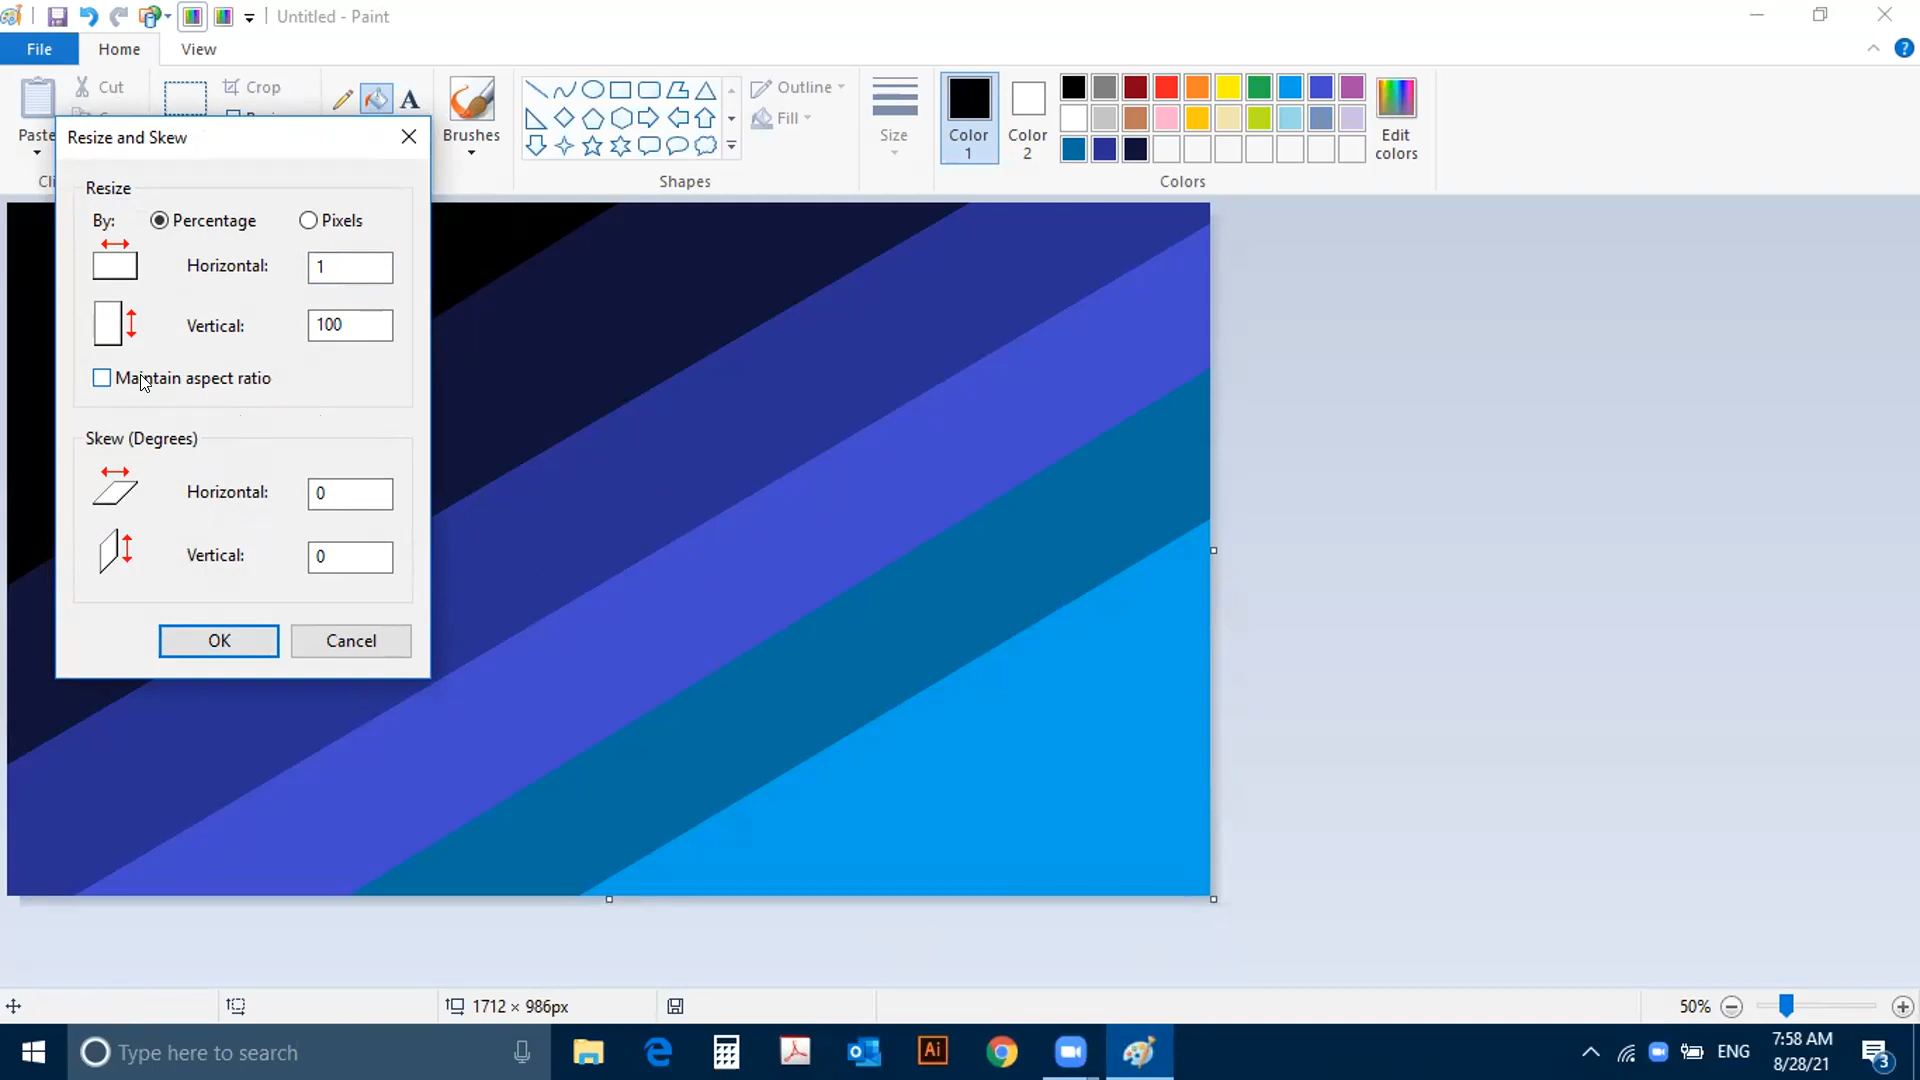 Untitled - Paint
File Home View
Cut
Crop
Paste
Brushes
Outline
Fill
Size
Color 1
Color 2
Edit colors
Shapes
Colors
Resize and Skew
Resize
By: Percentage Pixels
Horizontal: 1
Vertical: 100
Maintain aspect ratio
Skew (Degrees)
Horizontal: 0
Vertical: 0
OK Cancel
1712 × 986px
50%
Type here to search
Ai
ENG
7:58 AM
8/28/21
3